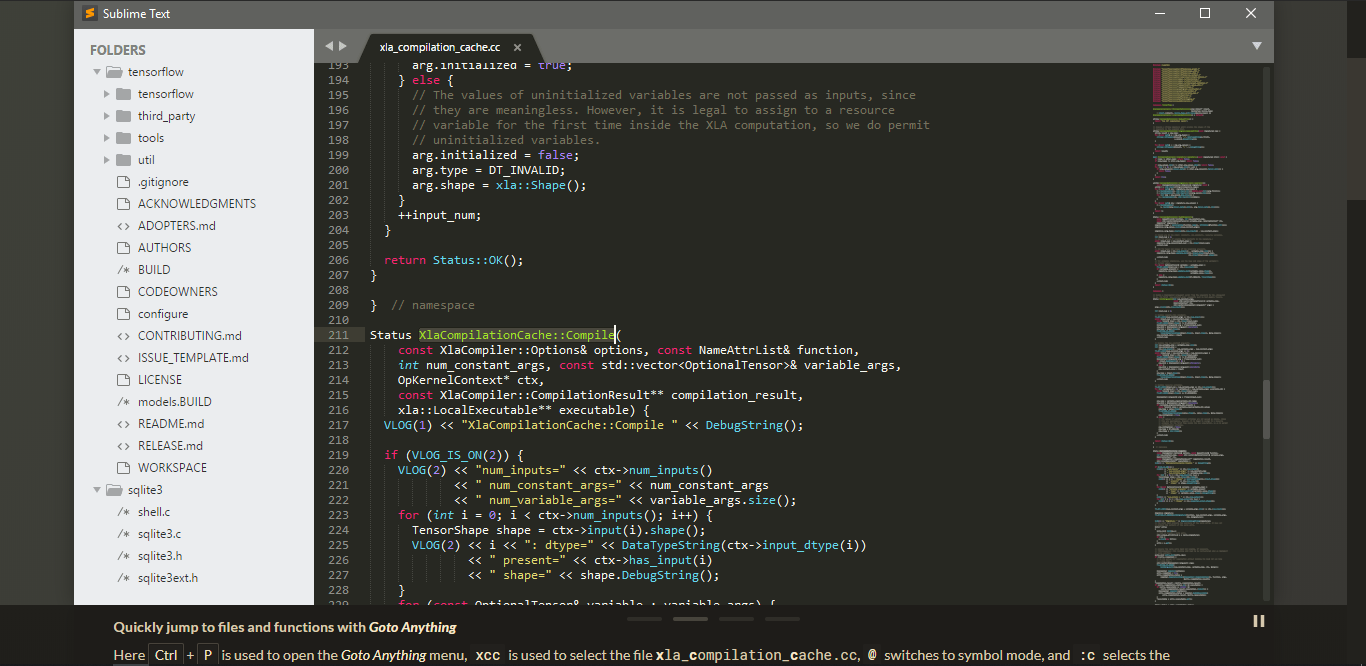 Sublime Text
FOLDERS
tensorflow
tensorflow
third_party
tools
util
.gitignore
ACKNOWLEDGMENTS
<> ADOPTERS.md
AUTHORS
/* BUILD
CODEOWNERS
configure
<> CONTRIBUTING.md
<> ISSUE_TEMPLATE.md
LICENSE
/* models.BUILD
<> README.md
<> RELEASE.md
WORKSPACE
sqlite3
/* shell.c
/* sqlite3.c
/* sqlite3.h
/* sqlite3ext.h
xla_compilation_cache.cc
193 arg.initialized = true;
194 } else {
195 // The values of uninitialized variables are not passed as inputs, since
196 // they are meaningless. However, it is legal to assign to a resource
197 // variable for the first time inside the XLA computation, so we do permit
198 // uninitialized variables.
199 arg.initialized = false;
200 arg.type = DT_INVALID;
201 arg.shape = xla::Shape();
202 }
203 ++input_num;
204 }
205
206 return Status::OK();
207 }
208
209 } // namespace
210
211 Status XlaCompilationCache::Compile(
212 const XlaCompiler::Options& options, const NameAttrList& function,
213 int num_constant_args, const std::vector<OptionalTensor>& variable_args,
214 OpKernelContext* ctx,
215 const XlaCompiler::CompilationResult** compilation_result,
216 xla::LocalExecutable** executable) {
217 VLOG(1) << "XlaCompilationCache::Compile " << DebugString();
218
219 if (VLOG_IS_ON(2)) {
220 VLOG(2) << "num_inputs=" << ctx->num_inputs()
221 << " num_constant_args=" << num_constant_args
222 << " num_variable_args=" << variable_args.size();
223 for (int i = 0; i < ctx->num_inputs(); i++) {
224 TensorShape shape = ctx->input(i).shape();
225 VLOG(2) << i << ": dtype=" << DataTypeString(ctx->input_dtype(i))
226 << " present=" << ctx->has_input(i)
227 << " shape=" << shape.DebugString();
228 }
229 for (const OptionalTensor& variable : variable_args) {
Quickly jump to files and functions with Goto Anything
Here Ctrl + P is used to open the Goto Anything menu, xcc is used to select the file xla_compilation_cache.cc, @ switches to symbol mode, and :c selects the